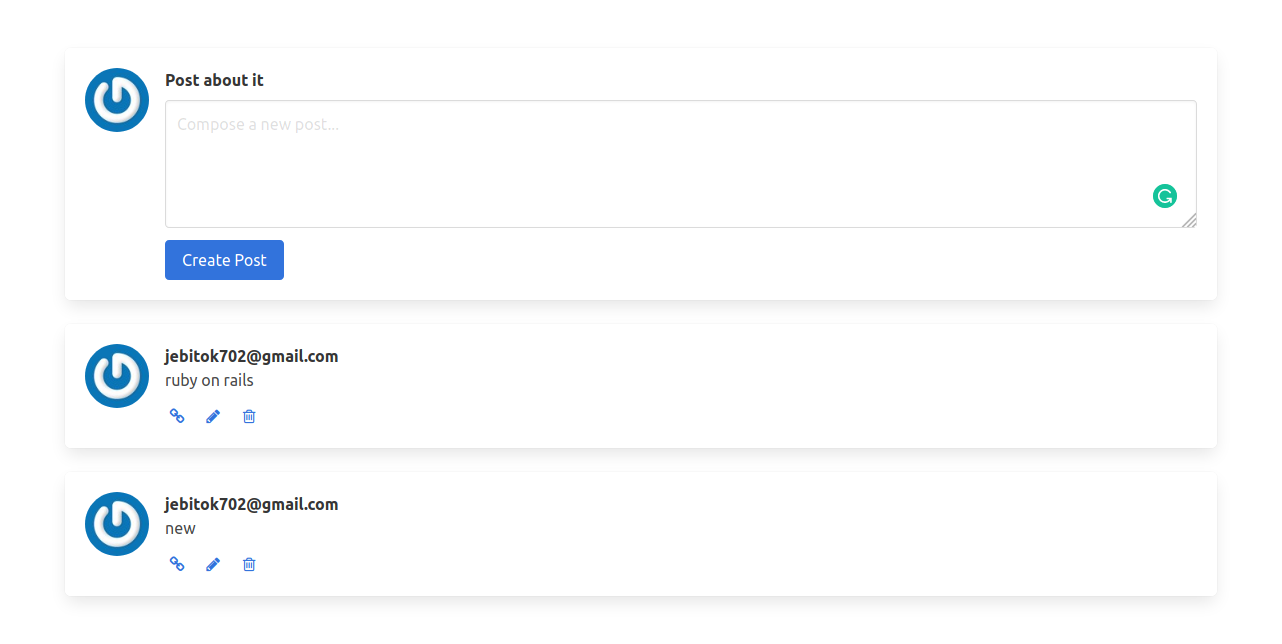 Post about it
Compose a new post...
Create Post
jebitok702@gmail.com
ruby on rails
jebitok702@gmail.com
new